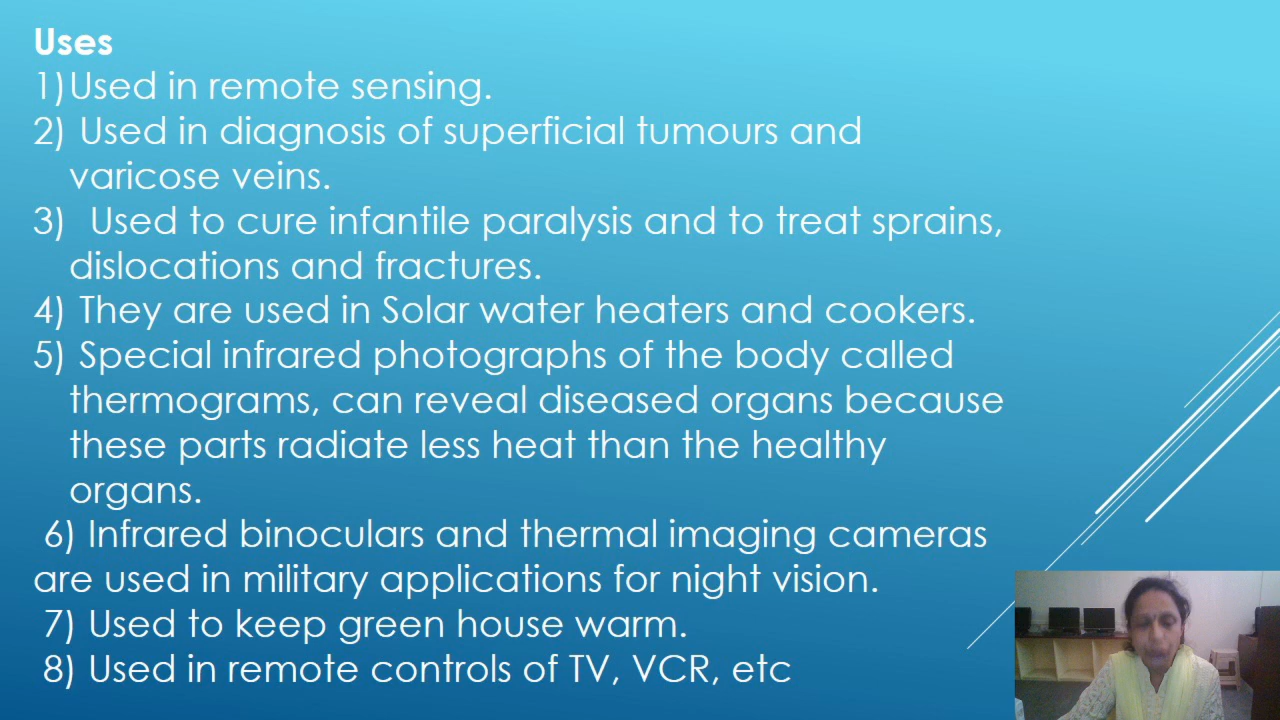 Uses
1)Used in remote sensing.
2) Used in diagnosis of superficial tumours and
varicose veins.
3) Used to cure infantile paralysis and to treat sprains,
dislocations and fractures.
4) They are used in Solar water heaters and cookers.
5) Special infrared photographs of the body called
thermograms, can reveal diseased organs because
these parts radiate less heat than the healthy
organs.
6) Infrared binoculars and thermal imaging cameras
are used in military applications for night vision.
7) Used to keep green house warm.
8) Used in remote controls of TV, VCR, etc